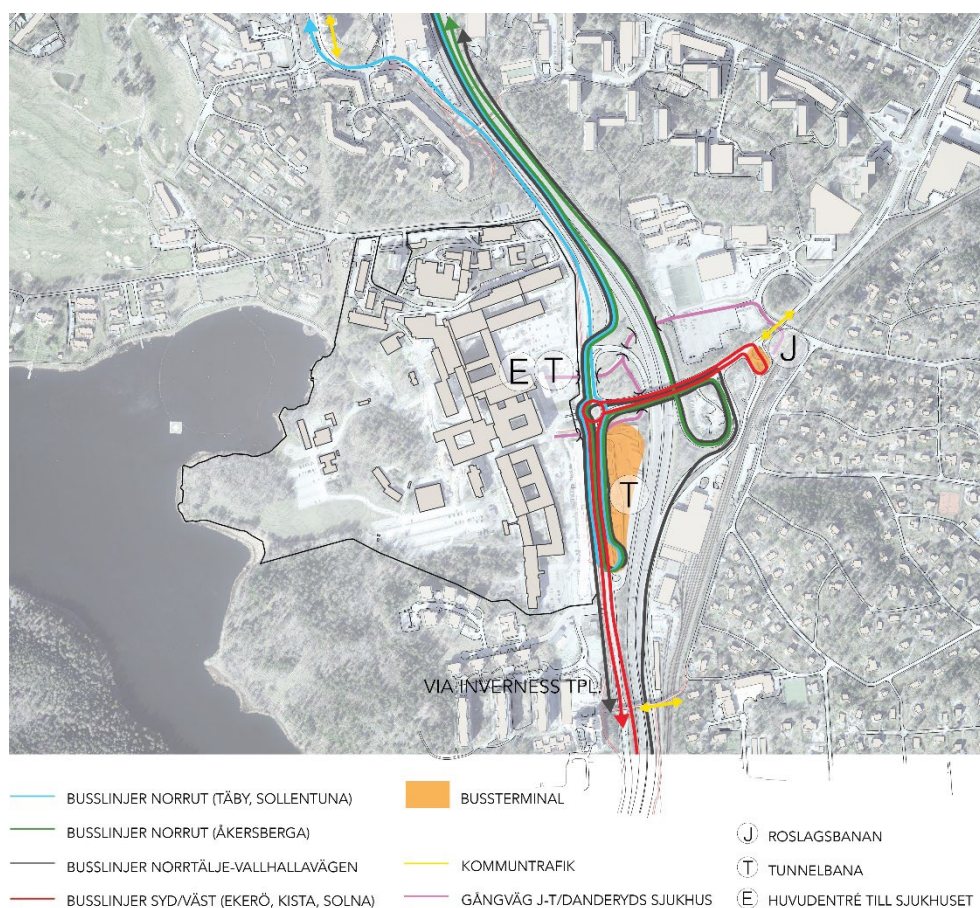 J
E T
T
VIA INVERNESS TPL.
BUSSLINJER NORRUT (TÄBY, SOLLENTUNA)
BUSSTERMINAL
BUSSLINJER NORRUT (ÅKERSBERGA)
J ROSLAGSBANAN
BUSSLINJER NORRTÄLJE-VALLHALLAVÄGEN
KOMMUNTRAFIK
T TUNNELBANA
BUSSLINJER SYD/VÄST (EKERÖ, KISTA, SOLNA)
GÅNGVÄG J-T/DANDERYDS SJUKHUS
E HUVUDENTRÉ TILL SJUKHUSET